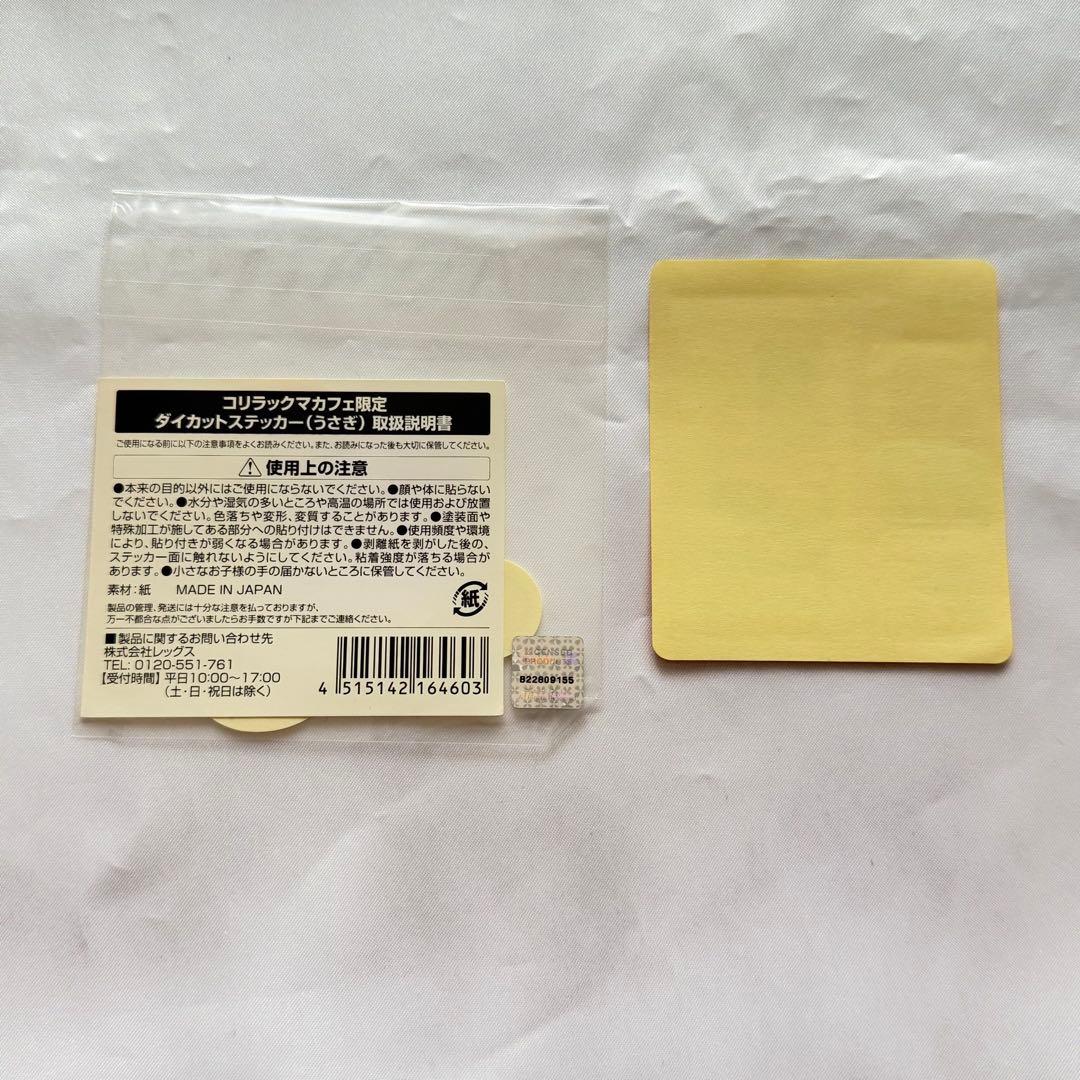 コリラックマカフェ限定
ダイカットステッカー(うさぎ) 取扱説明書
ご使用になる前に以下の注意事項をよくお読みください。また、お読みになった後も大切に保管してください。
使用上の注意
●本来の目的以外にはご使用にならないでください。●顔や体に貼らない
でください。●水分や湿気の多いところや高温の場所では使用および放置
しないでください。色落ちや変形、変質することがあります。●塗装面や
特殊加工が施してある部分への貼り付けはできません。●使用頻度や環境
により、貼り付きが弱くなる場合があります。●剥離紙を剥がした後の、
ステッカー面に触れないようにしてください。粘着強度が落ちる場合が
あります。●小さなお子様の手の届かないところに保管してください。
素材:紙 MADE IN JAPAN
紙
製品の管理、発送には十分な注意を払っておりますが、
万一不都合な点がございましたらお手数ですが下記までご連絡ください。
■製品に関するお問い合わせ先
株式会社レッグス
TEL: 0120-551-761
【受付時間】平日10:00〜17:00
(土・日・祝日は除く)
4 515142 164603
LICENSED
PRODUCT
B22809155